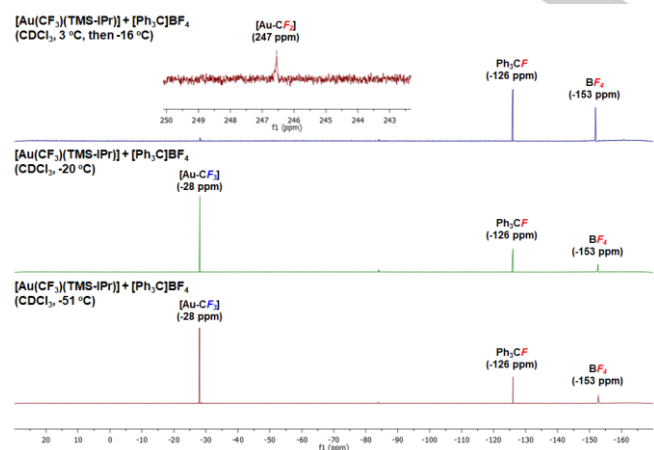 [Au(CF3)(TMS-IPr)] + [Ph3C]BF4
(CDCl3, 3 °C, then -16 °C)
[Au-CF2]
(247 ppm)
250 249 248 247 246 245 244 243
f1 (ppm)
Ph3CF
(-126 ppm)
BF4
(-153 ppm)
[Au(CF3)(TMS-IPr)] + [Ph3C]BF4
(CDCl3, -20 °C)
[Au-CF3]
(-28 ppm)
Ph3CF
(-126 ppm)
BF4
(-153 ppm)
[Au(CF3)(TMS-IPr)] + [Ph3C]BF4
(CDCl3, -51 °C)
[Au-CF3]
(-28 ppm)
Ph3CF
(-126 ppm)
BF4
(-153 ppm)
20 10 0 -10 -20 -30 -40 -50 -60 -70 -80 -90 -100 -110 -120 -130 -140 -150 -160
f1 (ppm)